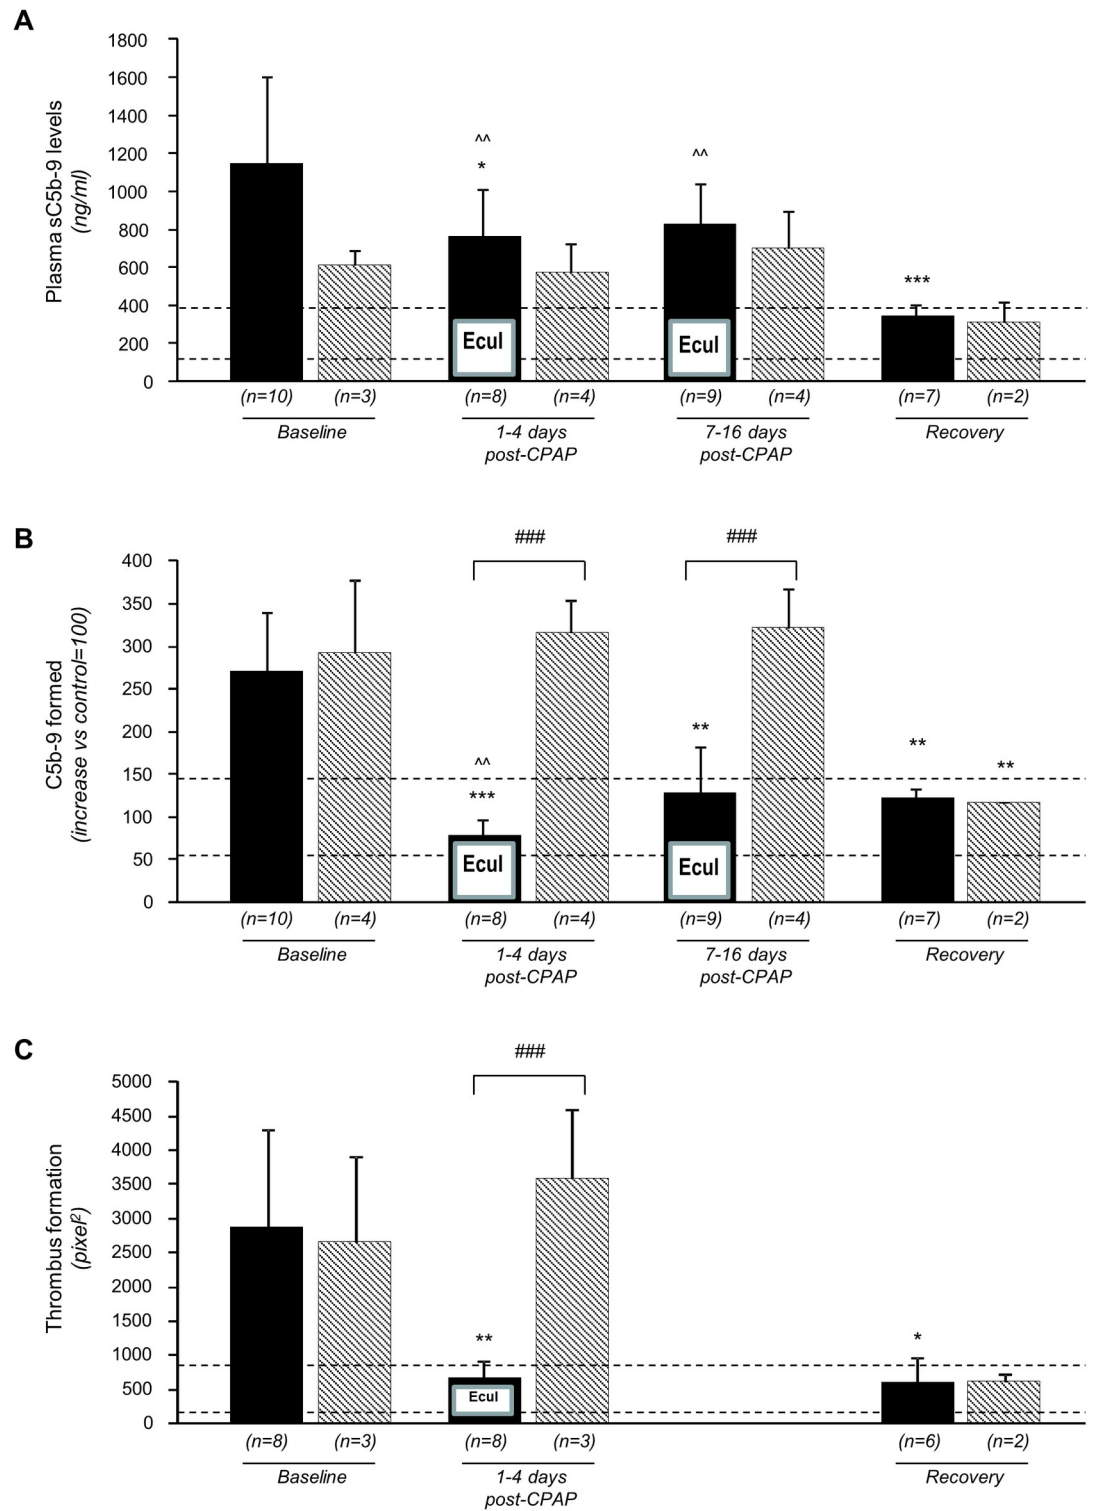 A
Plasma sC5b-9 levels
(ng/ml)
1800
1600
1400
1200
1000
800
600
400
200
0
^^
*
^^
***
Ecul
Ecul
(n=10) (n=3) (n=8) (n=4) (n=9) (n=4) (n=7) (n=2)
Baseline 1-4 days 7-16 days Recovery
post-CPAP post-CPAP
B
C5b-9 formed
(increase vs control=100)
### ###
400
350
300
250
200
150
100
50
0
^^
***
**
**
**
Ecul
Ecul
(n=10) (n=4) (n=8) (n=4) (n=9) (n=4) (n=7) (n=2)
Baseline 1-4 days 7-16 days Recovery
post-CPAP post-CPAP
C
Thrombus formation
(pixel²)
###
5000
4500
4000
3500
3000
2500
2000
1500
1000
500
0
**
*
Ecul
(n=8) (n=3) (n=8) (n=3) (n=6) (n=2)
Baseline 1-4 days Recovery
post-CPAP